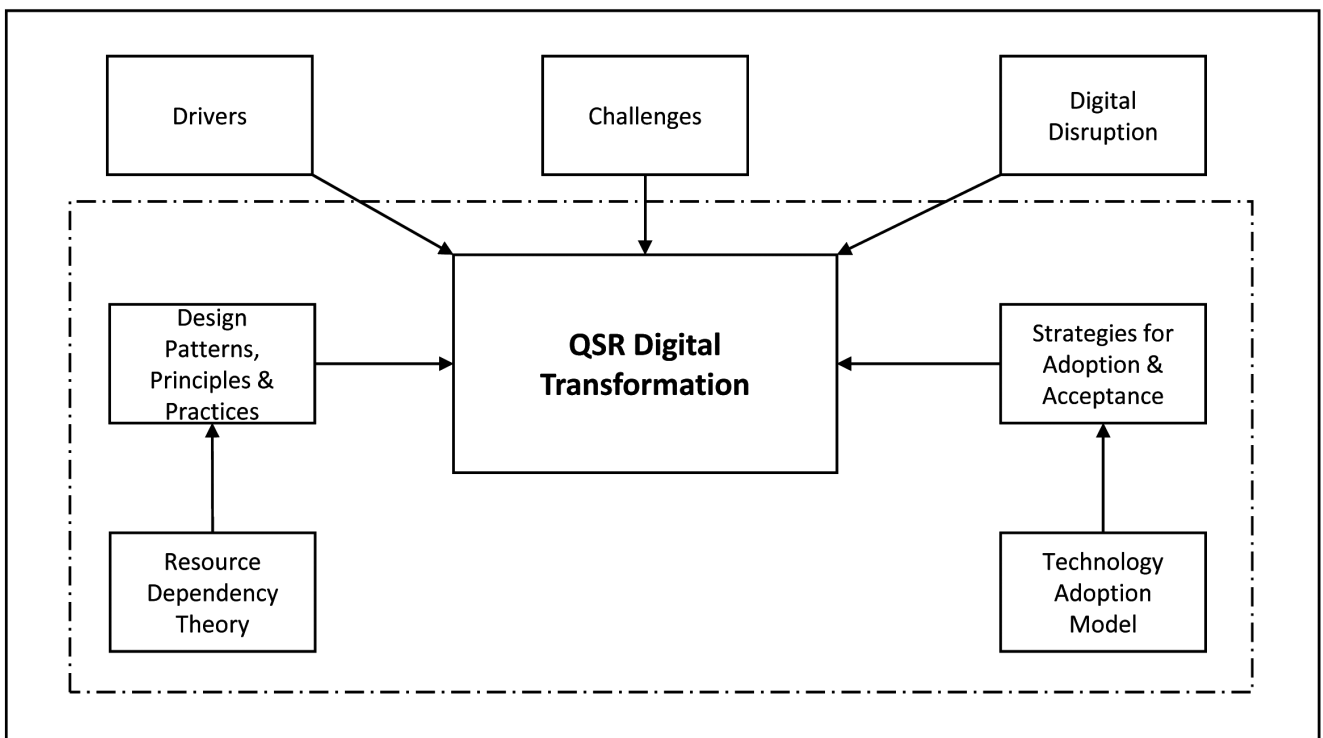 Drivers
Challenges
Digital
Disruption
Design
Patterns,
Principles &
Practices
QSR Digital
Transformation
Strategies for
Adoption &
Acceptance
Resource
Dependency
Theory
Technology
Adoption
Model